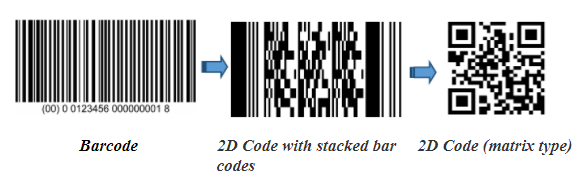 (00) 0 0123456 000000001 8
Barcode
2D Code with stacked bar
codes
2D Code (matrix type)